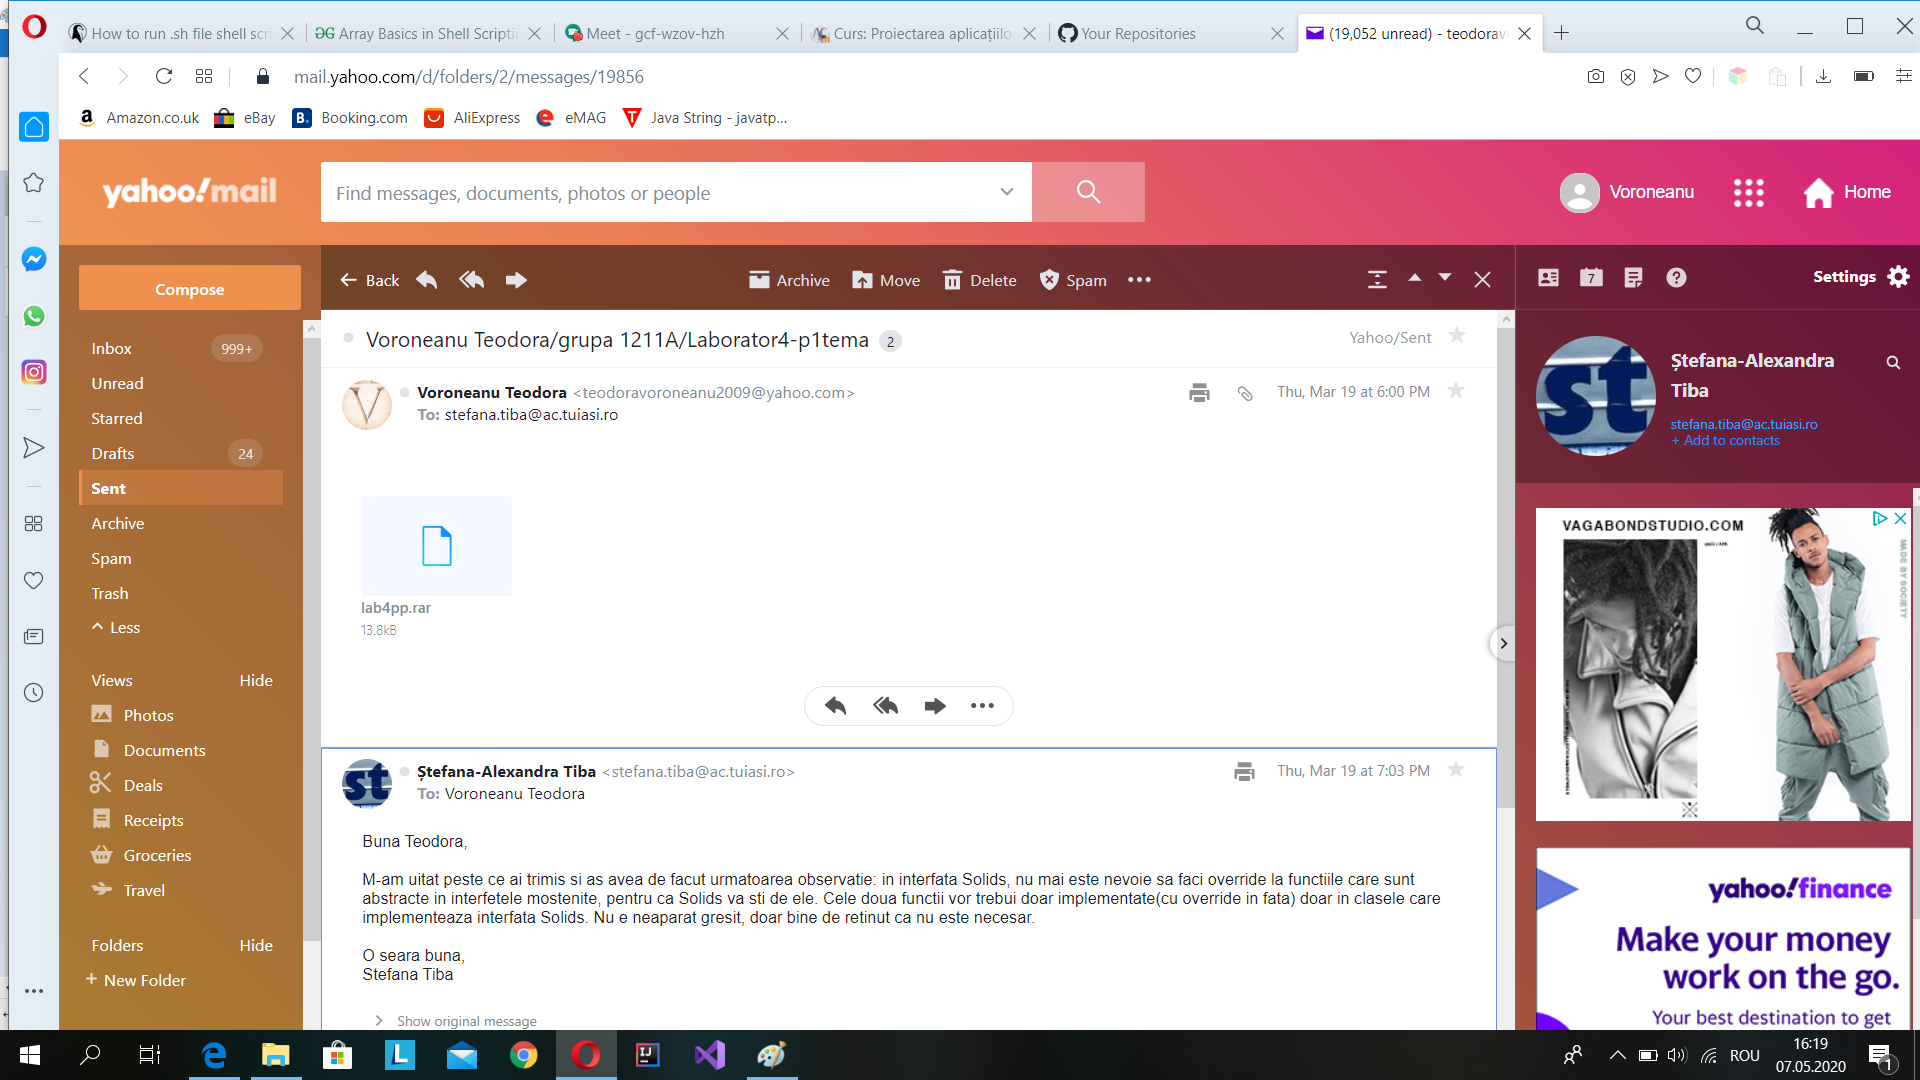 How to run .sh file shell scr
Array Basics in Shell Scripti
Meet - gcf-wzov-hzh
Curs: Proiectarea aplicațiilo
Your Repositories
(19,052 unread) - teodorav
mail.yahoo.com/d/folders/2/messages/19856
Amazon.co.uk
eBay
Booking.com
AliExpress
eMAG
Java String - javatp...
yahoo!mail
Find messages, documents, photos or people
Voroneanu
Home
Compose
Back
Archive
Move
Delete
Spam
7
Settings
Inbox
999+
Unread
Starred
Drafts
24
Sent
Archive
Spam
Trash
Less
Views
Hide
Photos
Documents
Deals
Receipts
Groceries
Travel
Folders
Hide
+ New Folder
Voroneanu Teodora/grupa 1211A/Laborator4-p1tema 2
Yahoo/Sent
V
Voroneanu Teodora <teodoravoroneanu2009@yahoo.com>
Thu, Mar 19 at 6:00 PM
To: stefana.tiba@ac.tuiasi.ro
lab4pp.rar
13.8kB
st
Ștefana-Alexandra Tiba <stefana.tiba@ac.tuiasi.ro>
Thu, Mar 19 at 7:03 PM
To: Voroneanu Teodora
Buna Teodora,
M-am uitat peste ce ai trimis si as avea de facut urmatoarea observatie: in interfata Solids, nu mai este nevoie sa faci override la functiile care sunt
abstracte in interfetele mostenite, pentru ca Solids va sti de ele. Cele doua functii vor trebui doar implementate(cu override in fata) doar in clasele care
implementeaza interfata Solids. Nu e neaparat gresit, doar bine de retinut ca nu este necesar.
O seara buna,
Stefana Tiba
Show original message
st
Ștefana-Alexandra
Tiba
stefana.tiba@ac.tuiasi.ro
+ Add to contacts
VAGABONDSTUDIO.COM
MADE BY SOCIETY
yahoo!finance
Make your money
work on the go.
Your best destination to get
ROU
16:19
07.05.2020
1